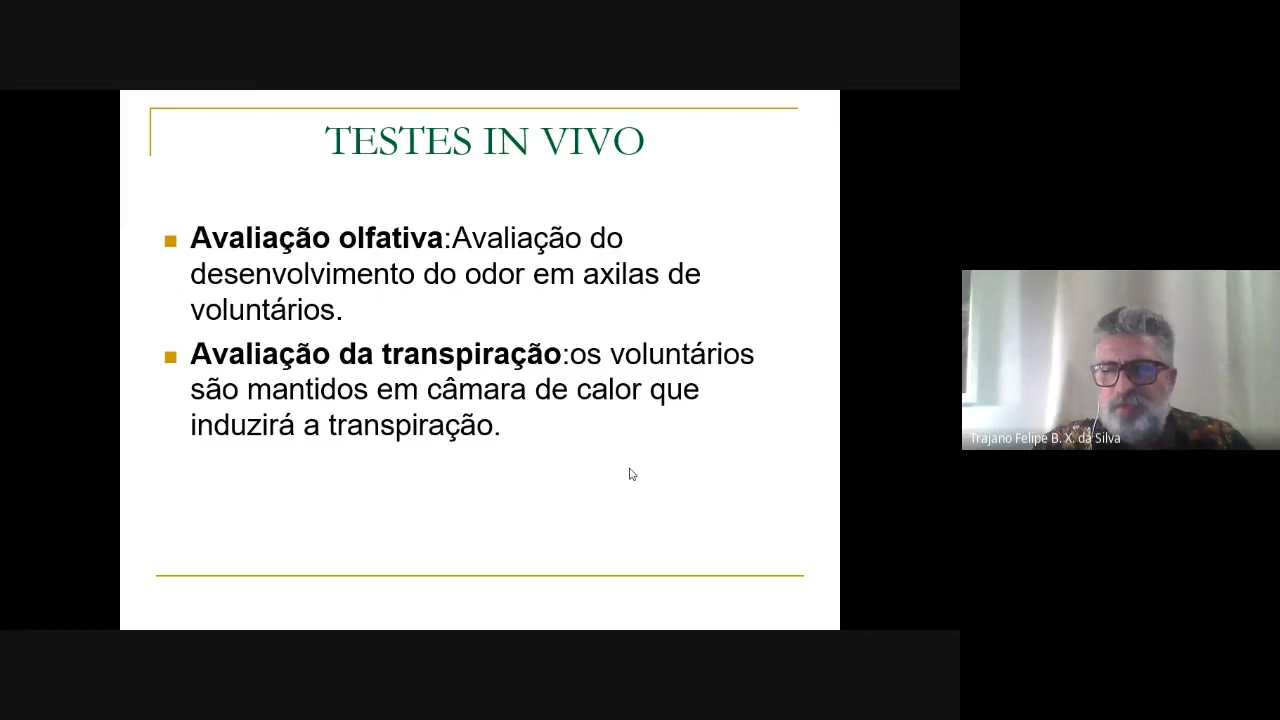 TESTES IN VIVO
Avaliação olfativa:Avaliação do
desenvolvimento do odor em axilas de
voluntários.
Avaliação da transpiração:os voluntários
são mantidos em câmara de calor que
induzirá a transpiração.
Trajano Felipe B. X. da Silva